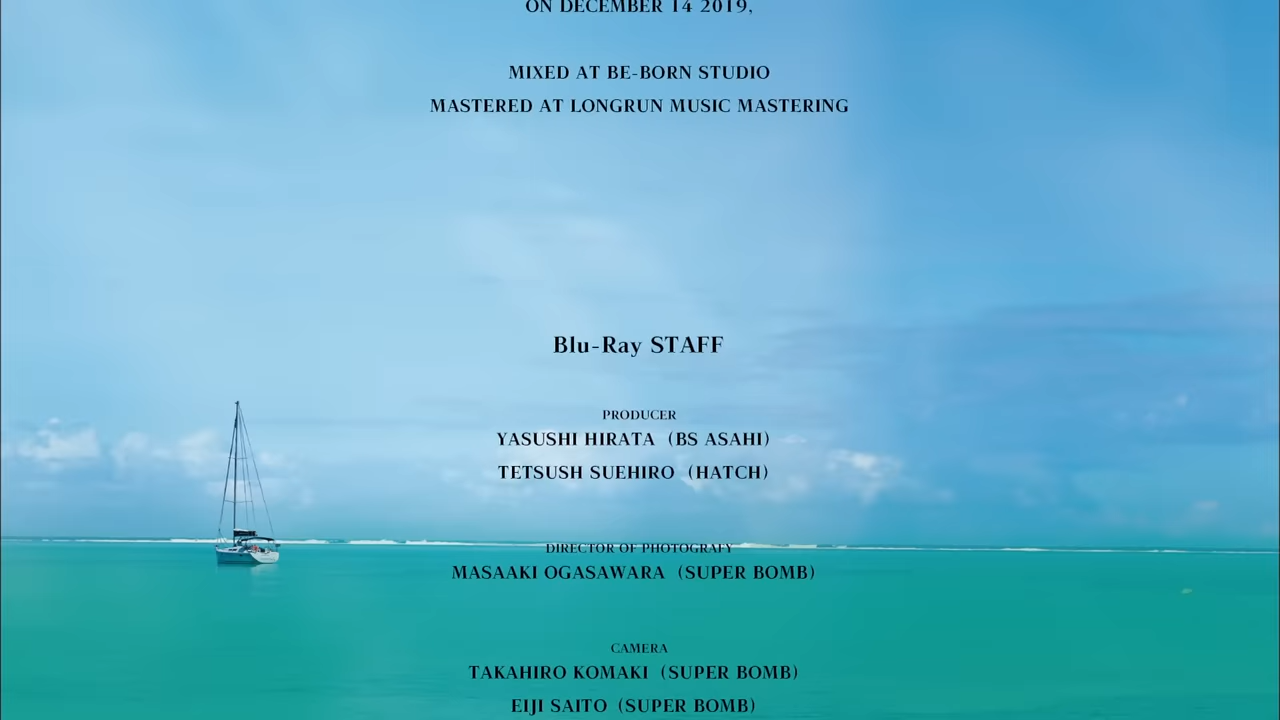 ON DECEMBER 14 2019,
MIXED AT BE-BORN STUDIO
MASTERED AT LONGRUN MUSIC MASTERING
Blu-Ray STAFF
PRODUCER
YASUSHI HIRATA (BS ASAHI)
TETSUSH SUEHIRO (HATCH)
DIRECTOR OF PHOTOGRAFY
MASAAKI OGASAWARA (SUPER BOMB)
CAMERA
TAKAHIRO KOMAKI (SUPER BOMB)
EIJI SAITO (SUPER BOMB)